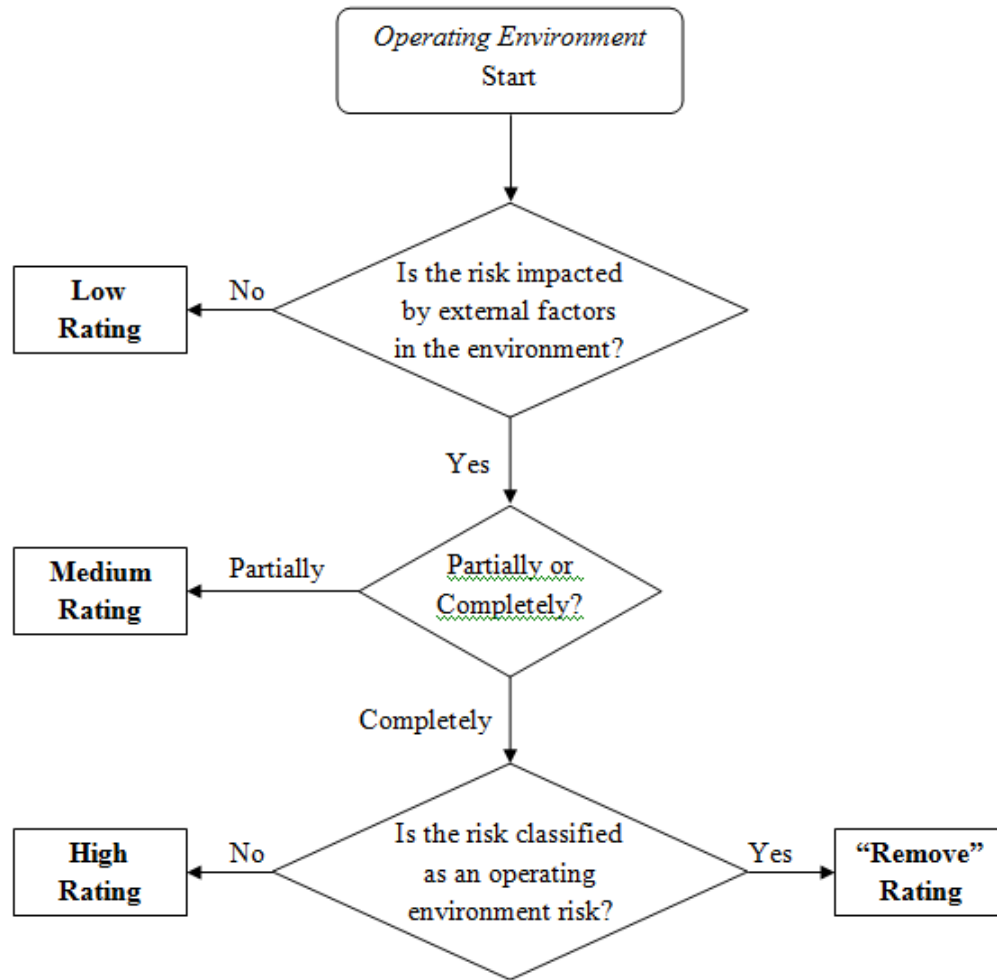 Operating Environment
Start
Is the risk impacted
by external factors
in the environment?
No
Low
Rating
Yes
Partially or
Completely?
Partially
Medium
Rating
Completely
Is the risk classified
as an operating
environment risk?
No
High
Rating
Yes
“Remove”
Rating